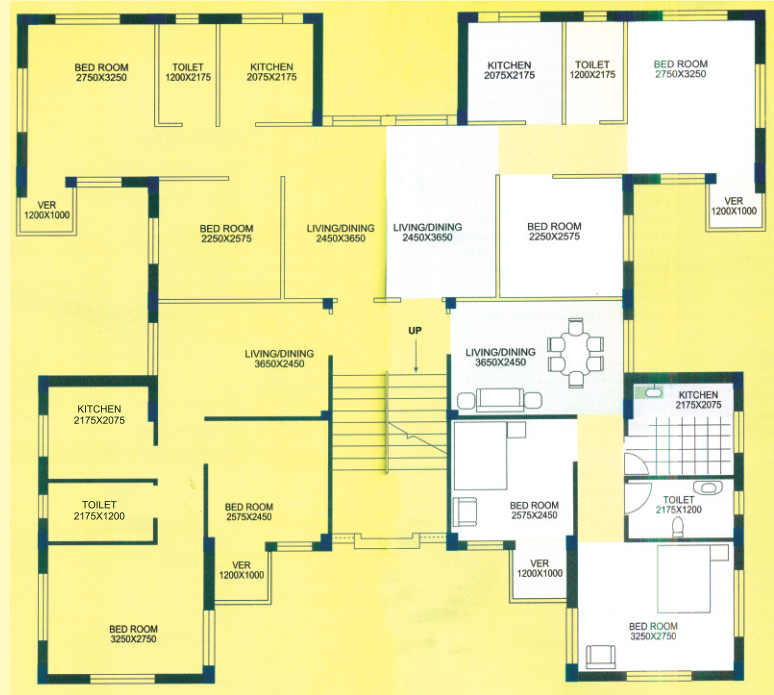 BED ROOM
2750X3250
TOILET
1200X2175
KITCHEN
2075X2175
KITCHEN
2075X2175
TOILET
1200X2175
BED ROOM
2750X3250
VER
1200X1000
VER
1200X1000
BED ROOM
2250X2575
LIVING/DINING
2450X3650
LIVING/DINING
2450X3650
BED ROOM
2250X2575
UP
LIVING/DINING
3650X2450
LIVING/DINING
3650X2450
KITCHEN
2175X2075
KITCHEN
2175X2075
TOILET
2175X1200
BED ROOM
2575X2450
BED ROOM
2575X2450
TOILET
2175X1200
VER
1200X1000
VER
1200X1000
BED ROOM
3250X2750
BED ROOM
3250X2750